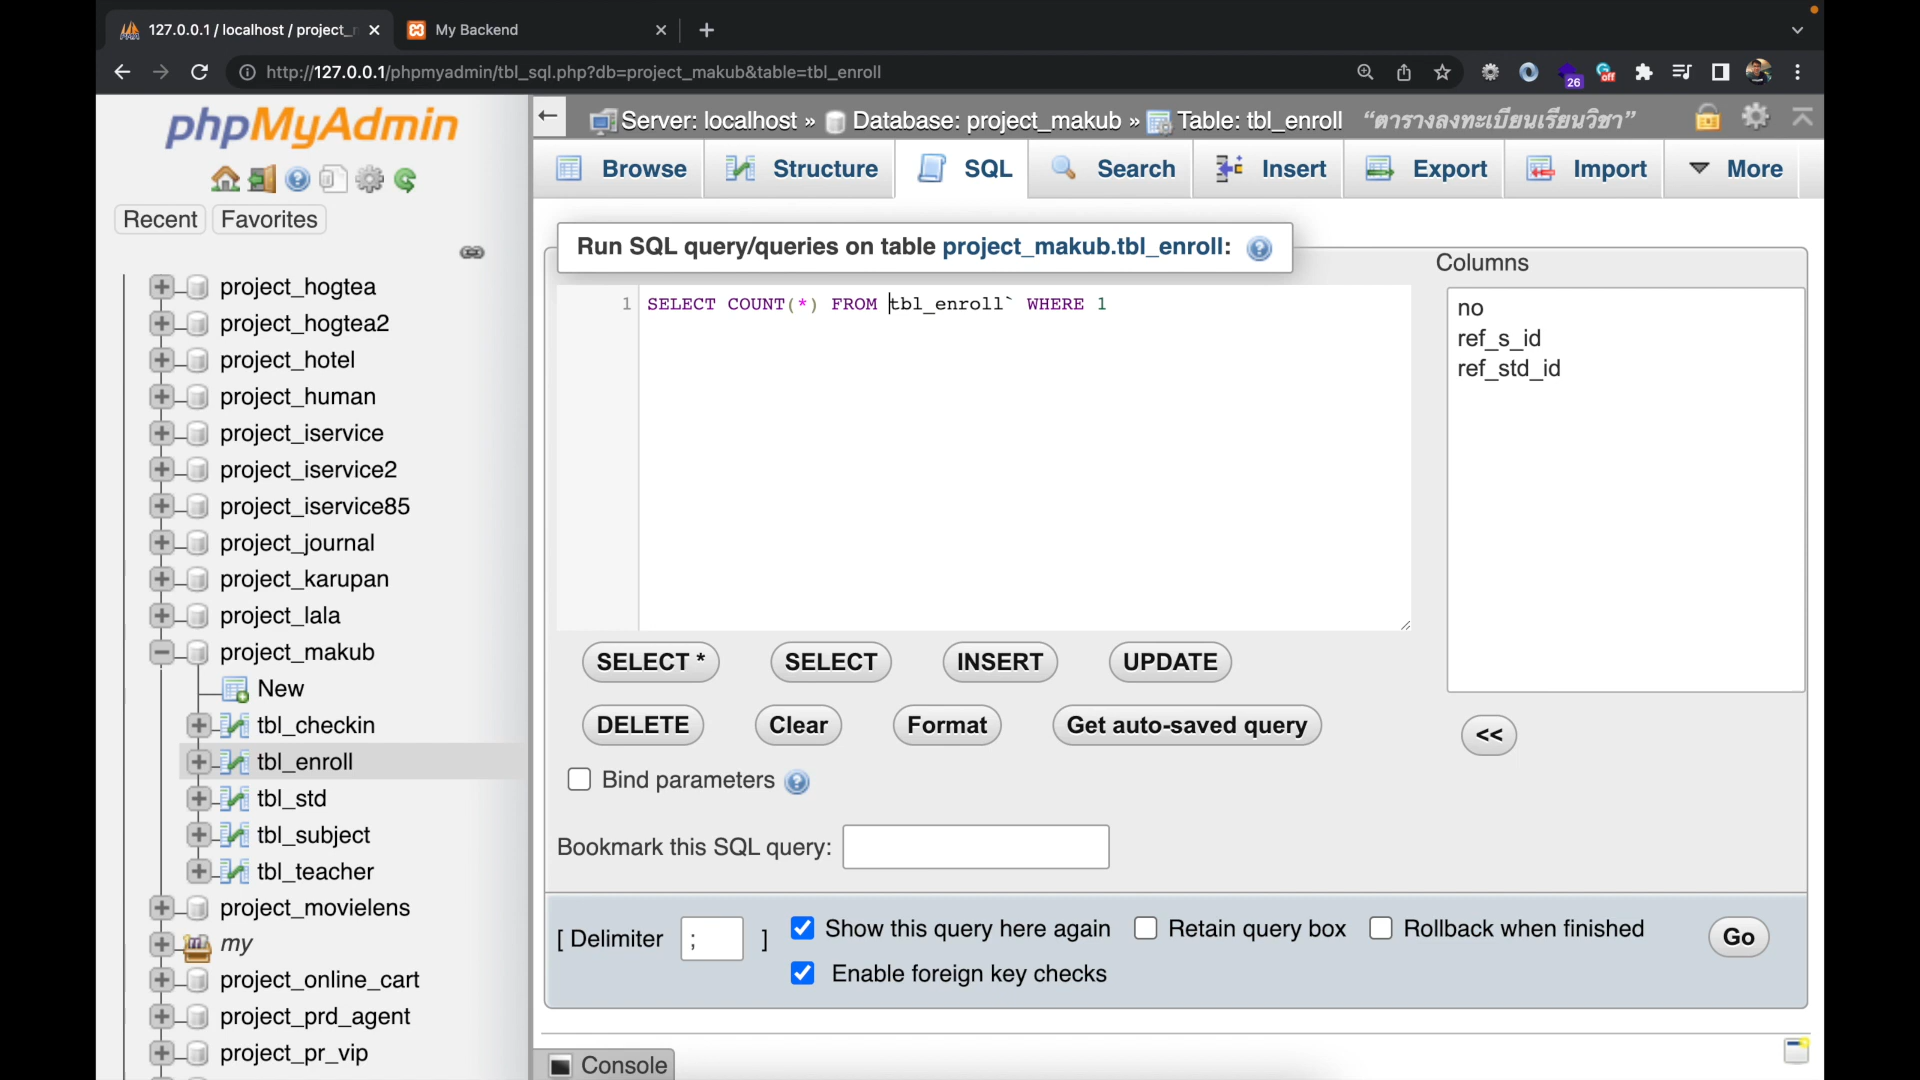 127.0.0.1 / localhost / project_
My Backend
http://127.0.0.1/phpmyadmin/tbl_sql.php?db=project_makub&table=tbl_enroll
26
off
phpMyAdmin
Recent
Favorites
project_hogtea
project_hogtea2
project_hotel
project_human
project_iservice
project_iservice2
project_iservice85
project_journal
project_karupan
project_lala
project_makub
New
tbl_checkin
tbl_enroll
tbl_std
tbl_subject
tbl_teacher
project_movielens
my
project_online_cart
project_prd_agent
project_pr_vip
Server: localhost » Database: project_makub » Table: tbl_enroll “ตารางลงทะเบียนเรียนวิชา”
Browse
Structure
SQL
Search
Insert
Export
Import
More
Run SQL query/queries on table project_makub.tbl_enroll:
1 SELECT COUNT(*) FROM tbl_enroll` WHERE 1
Columns
no
ref_s_id
ref_std_id
SELECT *
SELECT
INSERT
UPDATE
DELETE
Clear
Format
Get auto-saved query
<<
Bind parameters
Bookmark this SQL query:
[ Delimiter ; ]
Show this query here again
Retain query box
Rollback when finished
Enable foreign key checks
Go
Console